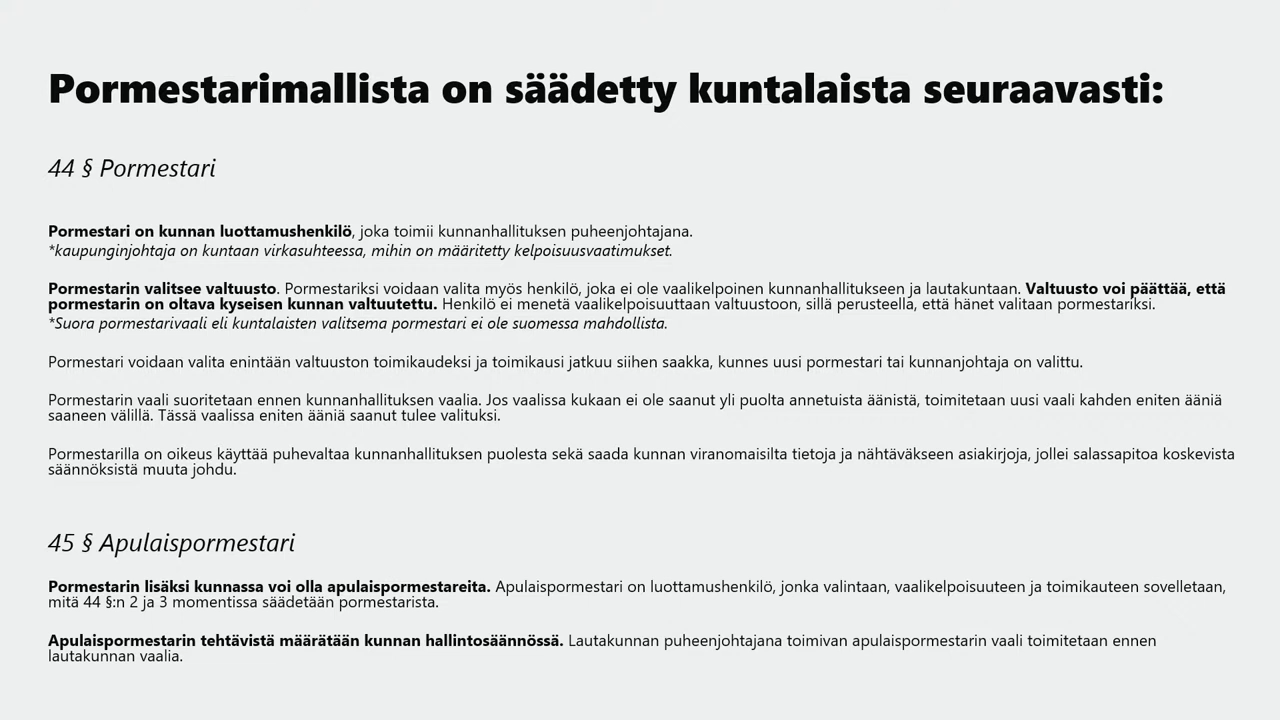 Pormestarimallista on säädetty kuntalaista seuraavasti:
44 § Pormestari
Pormestari on kunnan luottamushenkilö, joka toimii kunnanhallituksen puheenjohtajana.
*kaupunginjohtaja on kuntaan virkasuhteessa, mihin on määritetty kelpoisuusvaatimukset.
Pormestarin valitsee valtuusto. Pormestariksi voidaan valita myös henkilö, joka ei ole vaalikelpoinen kunnanhallitukseen ja lautakuntaan. Valtuusto voi päättää, että
pormestarin on oltava kyseisen kunnan valtuutettu. Henkilö ei menetä vaalikelpoisuuttaan valtuustoon, sillä perusteella, että hänet valitaan pormestariksi.
*Suora pormestarivaali eli kuntalaisten valitsema pormestari ei ole suomessa mahdollista.
Pormestari voidaan valita enintään valtuuston toimikaudeksi ja toimikausi jatkuu siihen saakka, kunnes uusi pormestari tai kunnanjohtaja on valittu.
Pormestarin vaali suoritetaan ennen kunnanhallituksen vaalia. Jos vaalissa kukaan ei ole saanut yli puolta annetuista äänistä, toimitetaan uusi vaali kahden eniten ääniä
saaneen välillä. Tässä vaalissa eniten ääniä saanut tulee valituksi.
Pormestarilla on oikeus käyttää puhevaltaa kunnanhallituksen puolesta sekä saada kunnan viranomaisilta tietoja ja nähtäväkseen asiakirjoja, jollei salassapitoa koskevista
säännöksistä muuta johdu.
45 § Apulaispormestari
Pormestarin lisäksi kunnassa voi olla apulaispormestareita. Apulaispormestari on luottamushenkilö, jonka valintaan, vaalikelpoisuuteen ja toimikauteen sovelletaan,
mitä 44 §:n 2 ja 3 momentissa säädetään pormestarista.
Apulaispormestarin tehtävistä määrätään kunnan hallintosäännössä. Lautakunnan puheenjohtajana toimivan apulaispormestarin vaali toimitetaan ennen
lautakunnan vaalia.